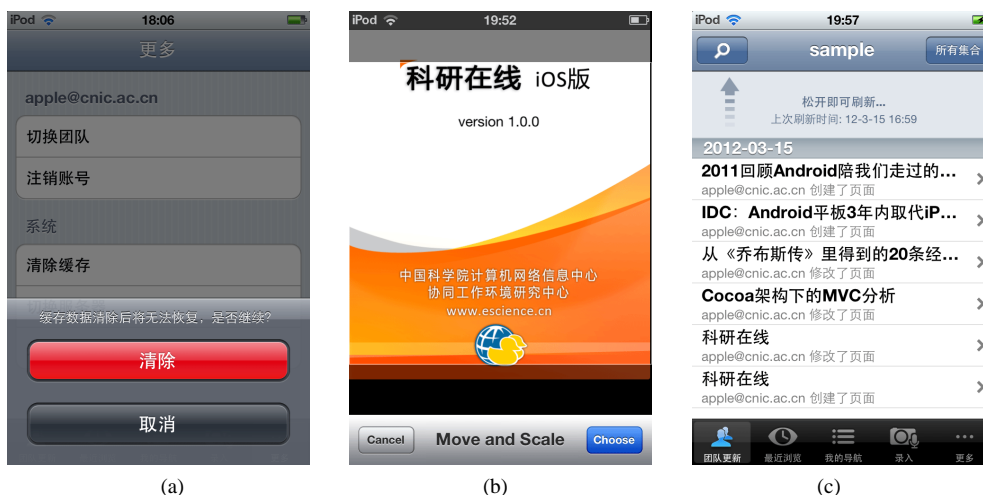 iPod 18:06
更多
apple@cnic.ac.cn
切换团队
注销账号
系统
清除缓存
缓存数据清除后将无法恢复，是否继续?
清除
取消
(a)
iPod 19:52
科研在线 iOS版
version 1.0.0
中国科学院计算机网络信息中心
协同工作环境研究中心
www.escience.cn
Cancel Move and Scale Choose
(b)
iPod 19:57
sample 所有集合
松开即可刷新...
上次刷新时间: 12-3-15 16:59
2012-03-15
2011回顾Android陪我们走过的...
apple@cnic.ac.cn 创建了页面
IDC：Android平板3年内取代iP...
apple@cnic.ac.cn 创建了页面
从《乔布斯传》里得到的20条经...
apple@cnic.ac.cn 修改了页面
Cocoa架构下的MVC分析
apple@cnic.ac.cn 修改了页面
科研在线
apple@cnic.ac.cn 修改了页面
科研在线
apple@cnic.ac.cn 创建了页面
团队更新 最近浏览 我的导航 录入 更多
(c)